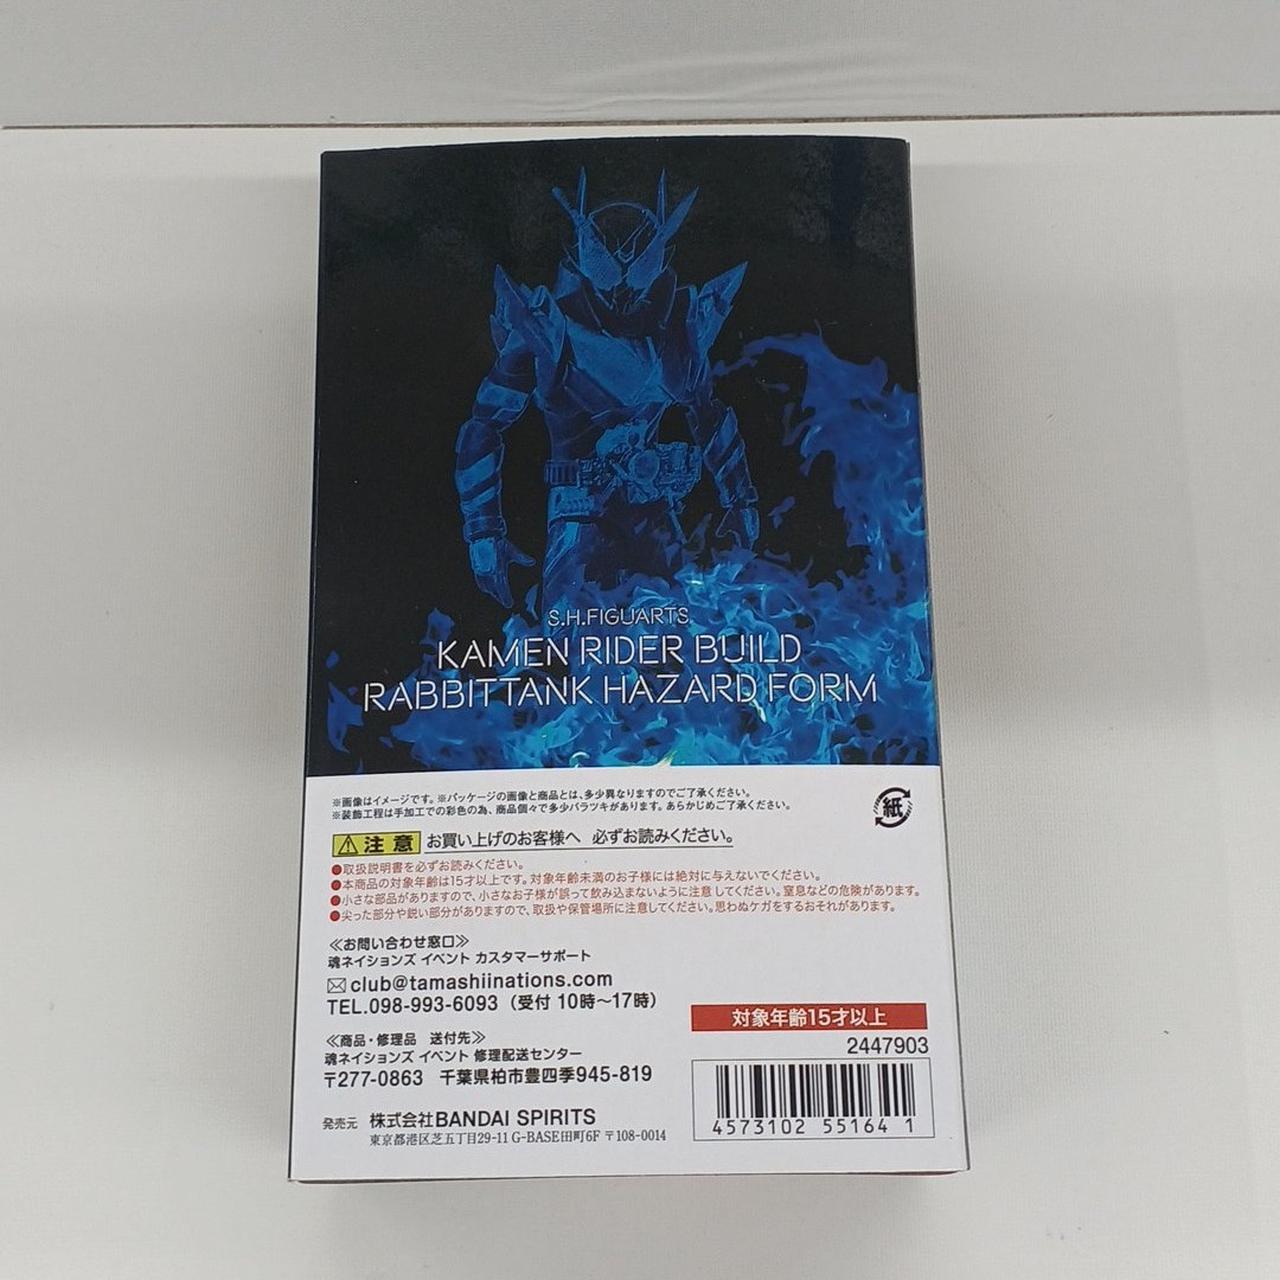 S.H.FIGUARTS
KAMEN RIDER BUILD
RABBITTANK HAZARD FORM
※画像はイメージです。※パッケージの画像と商品とは、多少異なりますのでご了承ください。
※装飾工程は手加工での彩色の為、商品個々で多少バラツキがあります。あらかじめご了承ください。
紙
注意 お買い上げのお客様へ 必ずお読みください。
●取扱説明書を必ずお読みください。
●本商品の対象年齢は15才以上です。対象年齢未満のお子様には絶対に与えないでください。
●小さな部品がありますので、小さなお子様が誤って飲み込まないように注意してください。窒息などの危険があります。
●尖った部分や鋭い部分がありますので、取扱や保管場所に注意してください。思わぬケガをするおそれがあります。
≪お問い合わせ窓口≫
魂ネイションズ イベント カスタマーサポート
club@tamashiinations.com
TEL.098-993-6093（受付 10時～17時）
≪商品・修理品 送付先≫
魂ネイションズ イベント 修理配送センター
〒277-0863 千葉県柏市豊四季945-819
発売元 株式会社BANDAI SPIRITS
東京都港区芝五丁目29-11 G-BASE田町6F 〒108-0014
対象年齢15才以上
2447903
4573102 55164 1